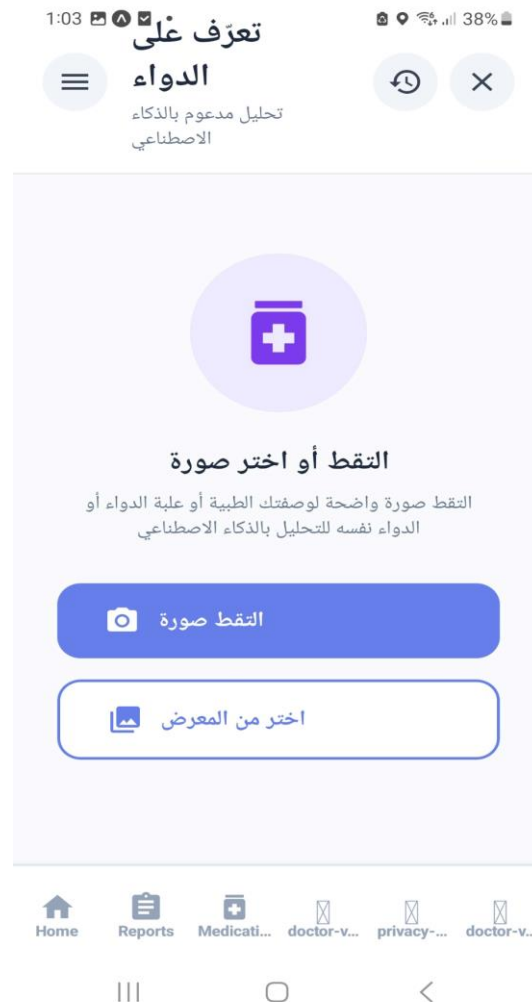 1:03
38%
تعرّف على
الدواء
تحليل مدعوم بالذكاء
الاصطناعي
التقط أو اختر صورة
التقط صورة واضحة لوصفتك الطبية أو علبة الدواء أو
الدواء نفسه للتحليل بالذكاء الاصطناعي
التقط صورة
اختر من المعرض
Home
Reports
Medicati...
doctor-v...
privacy-...
doctor-v...